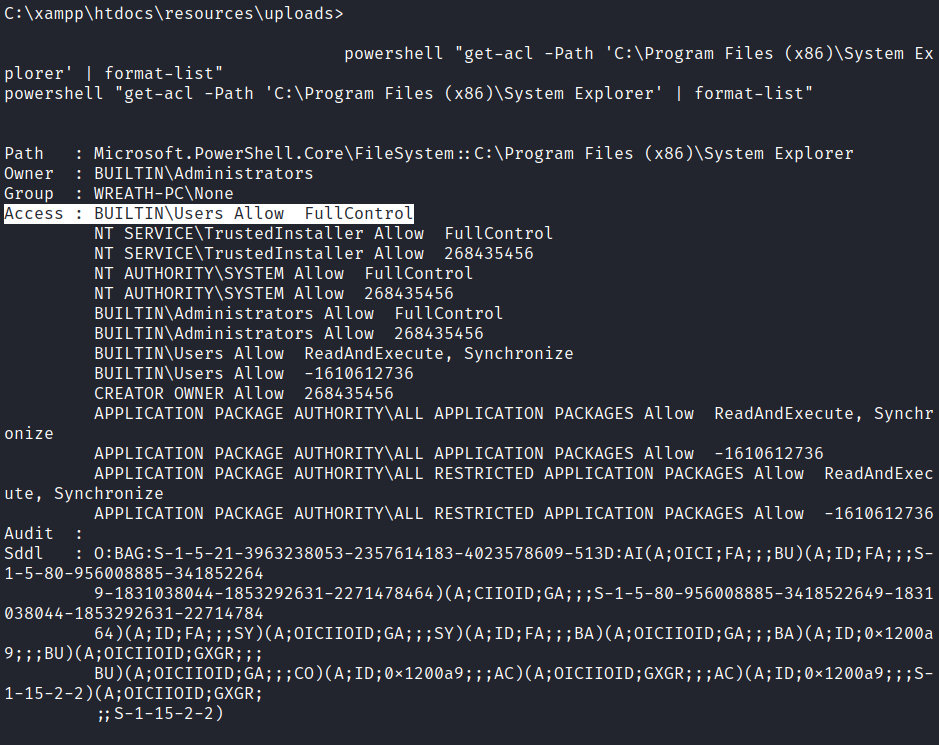 C:\xampp\htdocs\resources\uploads>
powershell "get-acl -Path 'C:\Program Files (x86)\System Ex
plorer' | format-list"
powershell "get-acl -Path 'C:\Program Files (x86)\System Explorer' | format-list"
Path   : Microsoft.PowerShell.Core\FileSystem::C:\Program Files (x86)\System Explorer
Owner  : BUILTIN\Administrators
Group  : WREATH-PC\None
Access : BUILTIN\Users Allow  FullControl
         NT SERVICE\TrustedInstaller Allow  FullControl
         NT SERVICE\TrustedInstaller Allow  268435456
         NT AUTHORITY\SYSTEM Allow  FullControl
         NT AUTHORITY\SYSTEM Allow  268435456
         BUILTIN\Administrators Allow  FullControl
         BUILTIN\Administrators Allow  268435456
         BUILTIN\Users Allow  ReadAndExecute, Synchronize
         BUILTIN\Users Allow  -1610612736
         CREATOR OWNER Allow  268435456
         APPLICATION PACKAGE AUTHORITY\ALL APPLICATION PACKAGES Allow  ReadAndExecute, Synchr
onize
         APPLICATION PACKAGE AUTHORITY\ALL APPLICATION PACKAGES Allow  -1610612736
         APPLICATION PACKAGE AUTHORITY\ALL RESTRICTED APPLICATION PACKAGES Allow  ReadAndExec
ute, Synchronize
         APPLICATION PACKAGE AUTHORITY\ALL RESTRICTED APPLICATION PACKAGES Allow  -1610612736
Audit  :
Sddl   : O:BAG:S-1-5-21-3963238053-2357614183-4023578609-513D:AI(A;OICI;FA;;;BU)(A;ID;FA;;;S-
1-5-80-956008885-341852264
         9-1831038044-1853292631-2271478464)(A;CIIOID;GA;;;S-1-5-80-956008885-3418522649-1831
038044-1853292631-22714784
         64)(A;ID;FA;;;SY)(A;OICIIOID;GA;;;SY)(A;ID;FA;;;BA)(A;OICIIOID;GA;;;BA)(A;ID;0×1200a
9;;;BU)(A;OICIIOID;GXGR;;;
         BU)(A;OICIIOID;GA;;;CO)(A;ID;0×1200a9;;;AC)(A;OICIIOID;GXGR;;;AC)(A;ID;0×1200a9;;;S-
1-15-2-2)(A;OICIIOID;GXGR;
         ;;S-1-15-2-2)